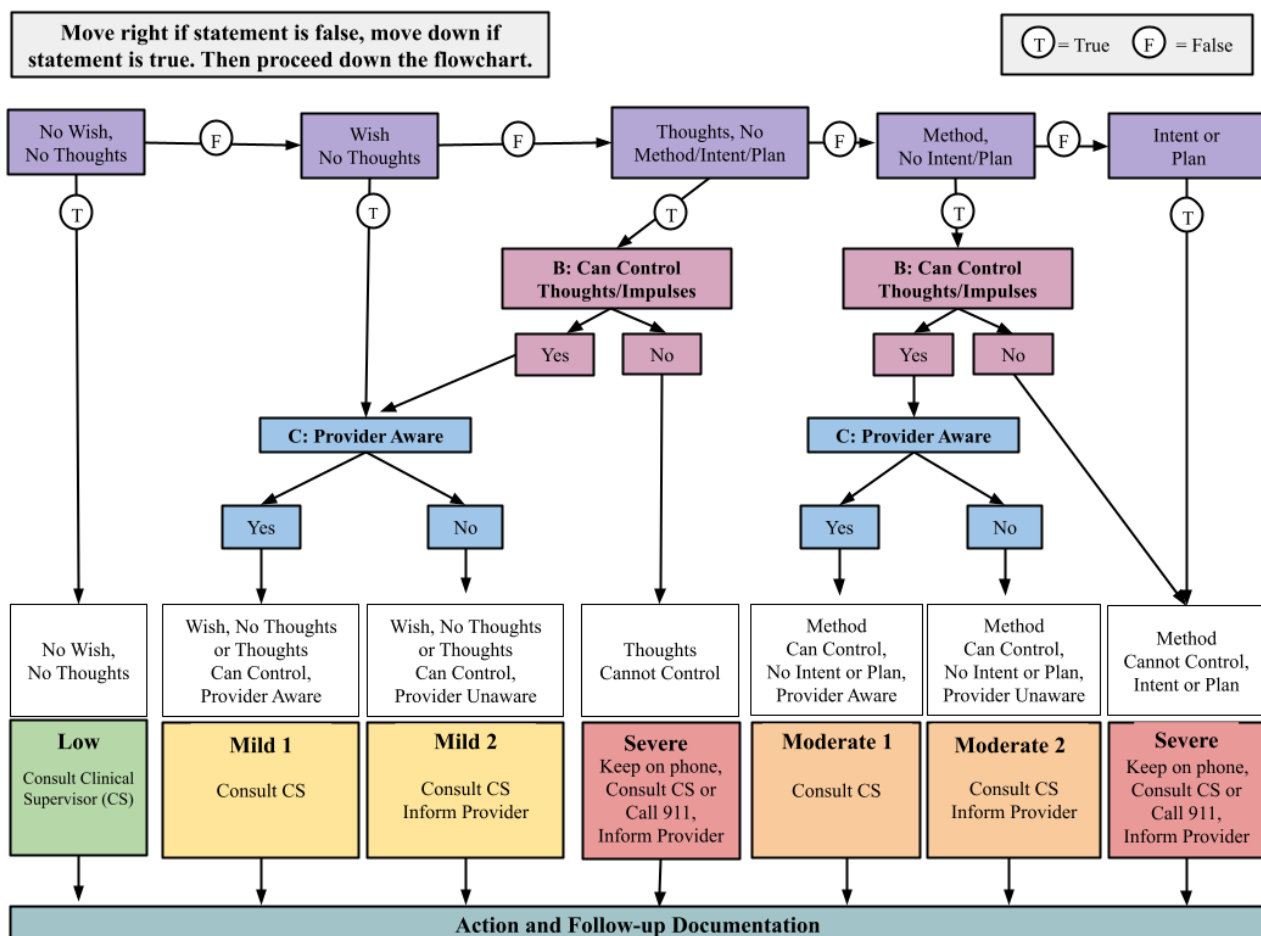 Move right if statement is false, move down if
statement is true. Then proceed down the flowchart.
T = True F = False
No Wish,
No Thoughts
F
Wish
No Thoughts
F
Thoughts, No
Method/Intent/Plan
F
Method,
No Intent/Plan
F
Intent or
Plan
T
T
T
T
T
B: Can Control
Thoughts/Impulses
B: Can Control
Thoughts/Impulses
Yes
No
Yes
No
C: Provider Aware
C: Provider Aware
Yes
No
Yes
No
No Wish,
No Thoughts
Wish, No Thoughts
or Thoughts
Can Control,
Provider Aware
Wish, No Thoughts
or Thoughts
Can Control,
Provider Unaware
Thoughts
Cannot Control
Method
Can Control,
No Intent or Plan,
Provider Aware
Method
Can Control,
No Intent or Plan,
Provider Unaware
Method
Cannot Control,
Intent or Plan
Low
Consult Clinical
Supervisor (CS)
Mild 1
Consult CS
Mild 2
Consult CS
Inform Provider
Severe
Keep on phone,
Consult CS or
Call 911,
Inform Provider
Moderate 1
Consult CS
Moderate 2
Consult CS
Inform Provider
Severe
Keep on phone,
Consult CS or
Call 911,
Inform Provider
Action and Follow-up Documentation